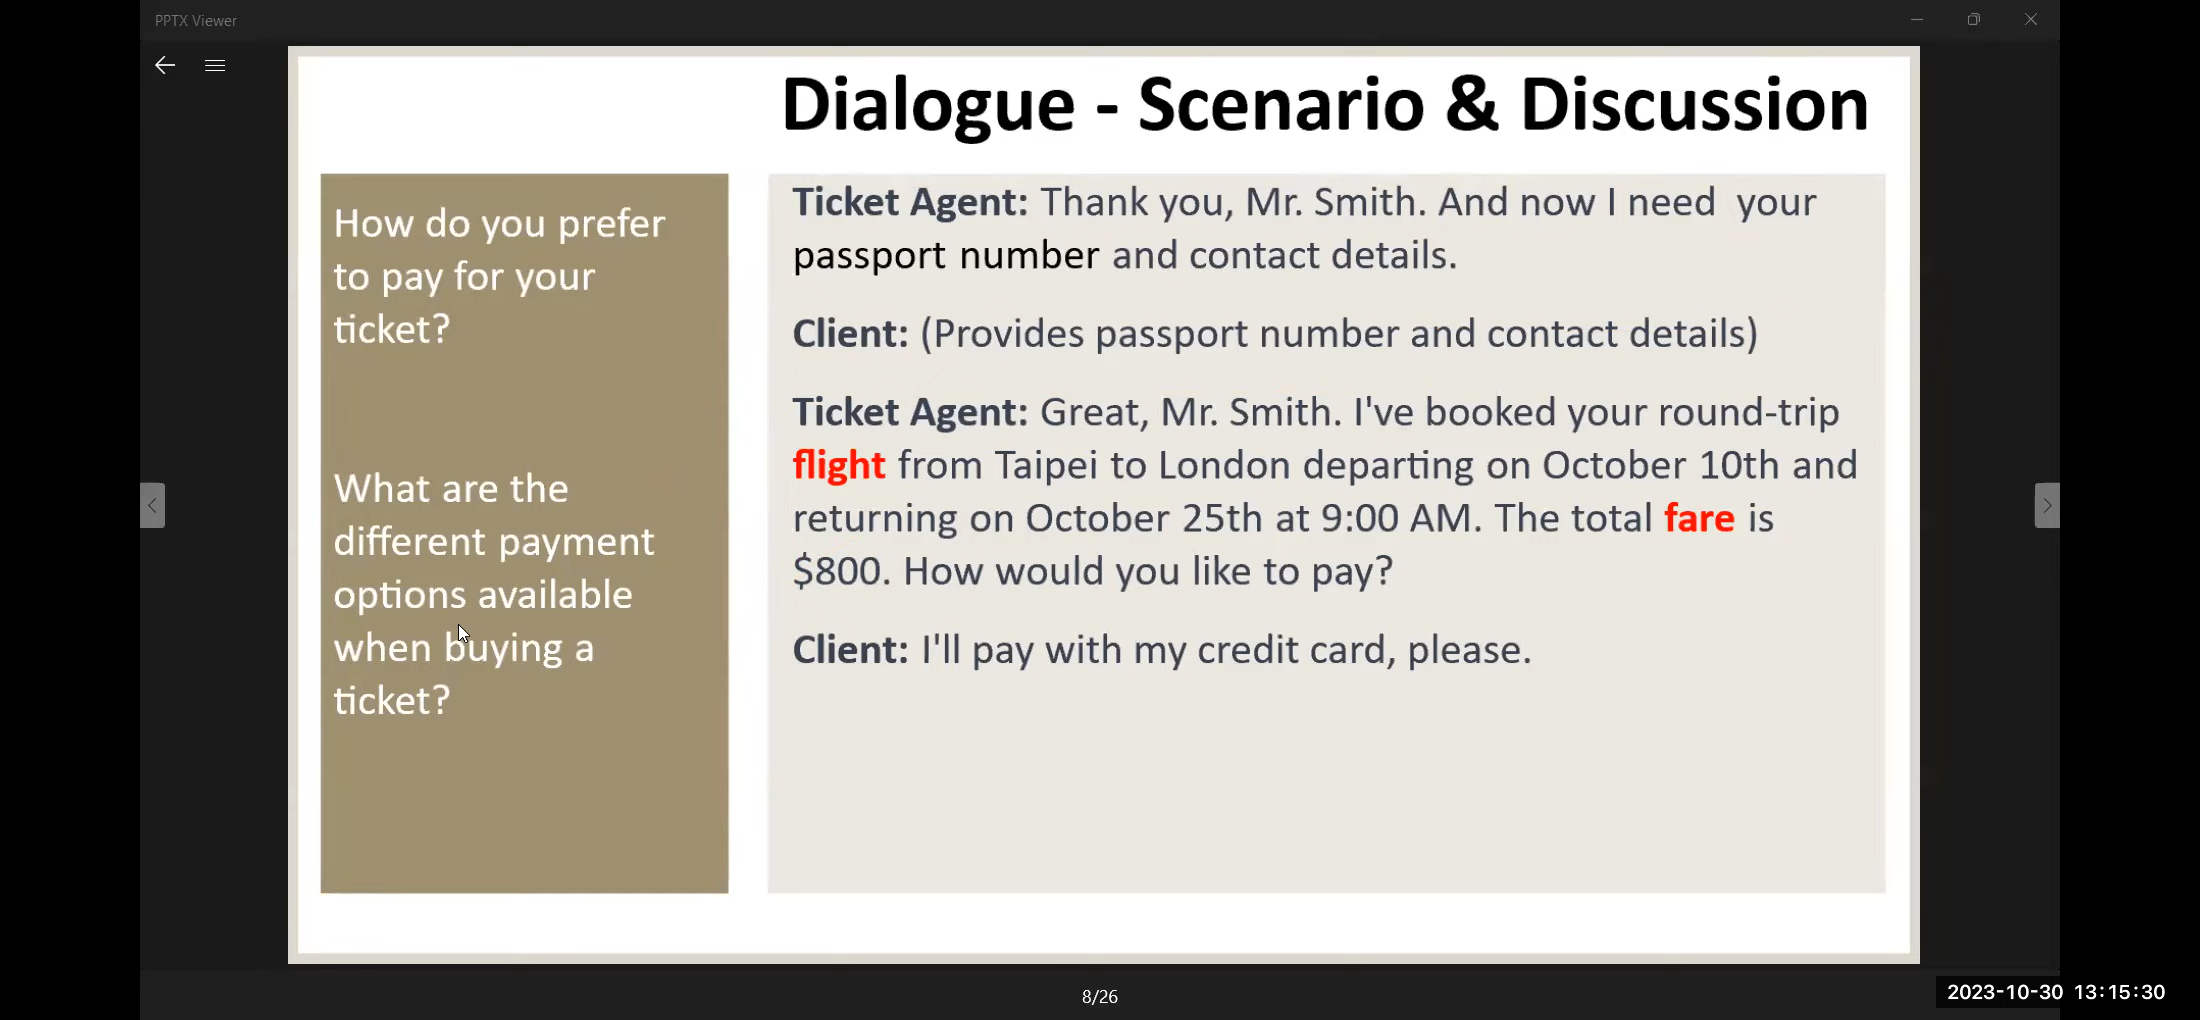 PPTX Viewer
Dialogue - Scenario & Discussion
How do you prefer
to pay for your
ticket?
What are the
different payment
options available
when buying a
ticket?
Ticket Agent: Thank you, Mr. Smith. And now I need  your
passport number and contact details.
Client: (Provides passport number and contact details)
Ticket Agent: Great, Mr. Smith. I've booked your round-trip
flight from Taipei to London departing on October 10th and
returning on October 25th at 9:00 AM. The total fare is
$800. How would you like to pay?
Client: I'll pay with my credit card, please.
8/26
2023-10-30 13:15:30